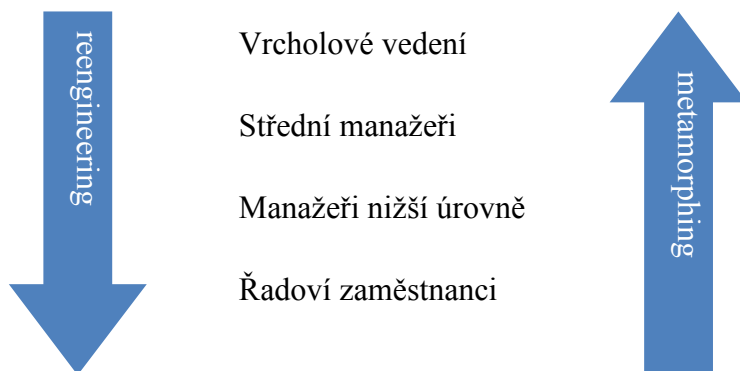 reengineering
Vrcholové vedení
Střední manažeři
Manažeři nižší úrovně
Řadoví zaměstnanci
metamorphing